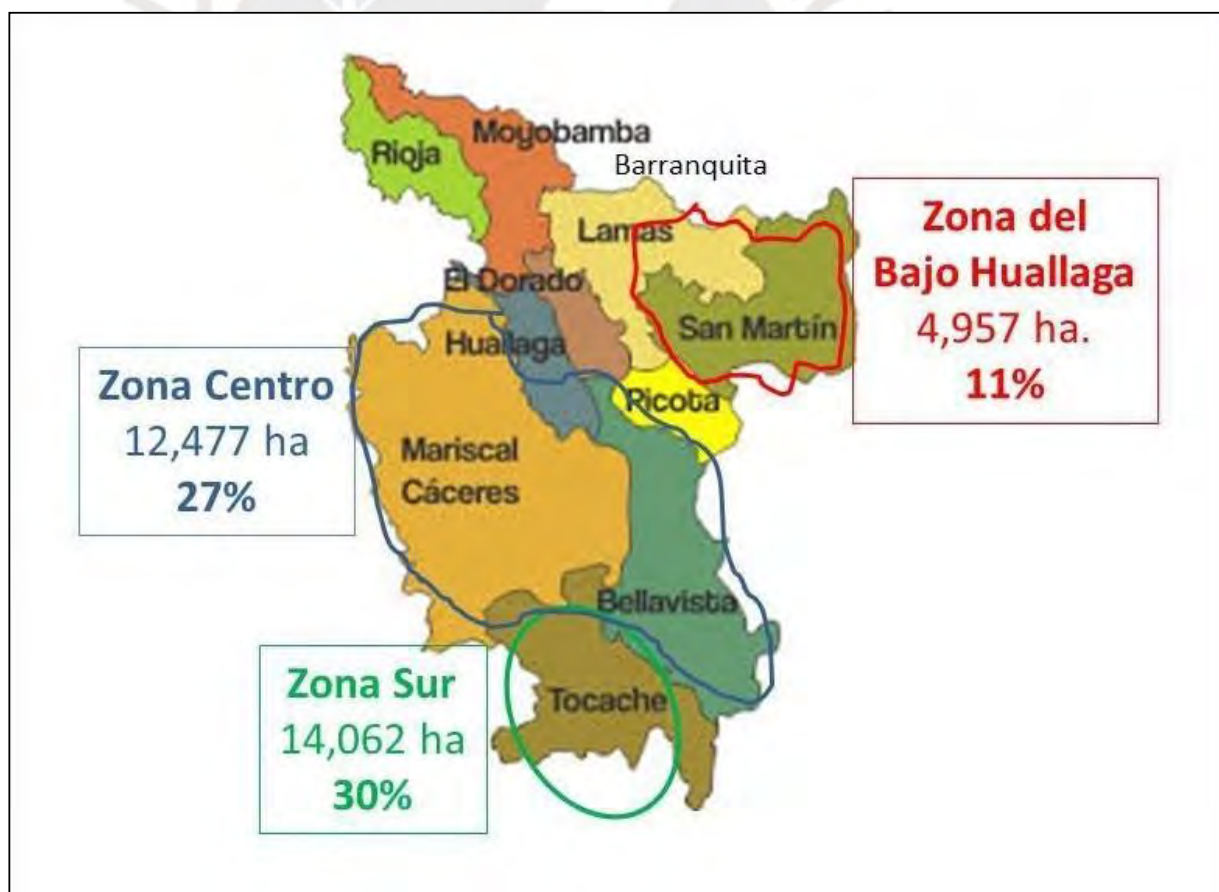 Moyobamba
Rioja
Barranquita
Lamas
Zona del
Bajo Huallaga
4,957 ha.
11%
El Dorado
San Martín
Huallaga
Zona Centro
12,477 ha
27%
Picota
Mariscal
Cáceres
Bellavista
Zona Sur
14,062 ha
30%
Tocache